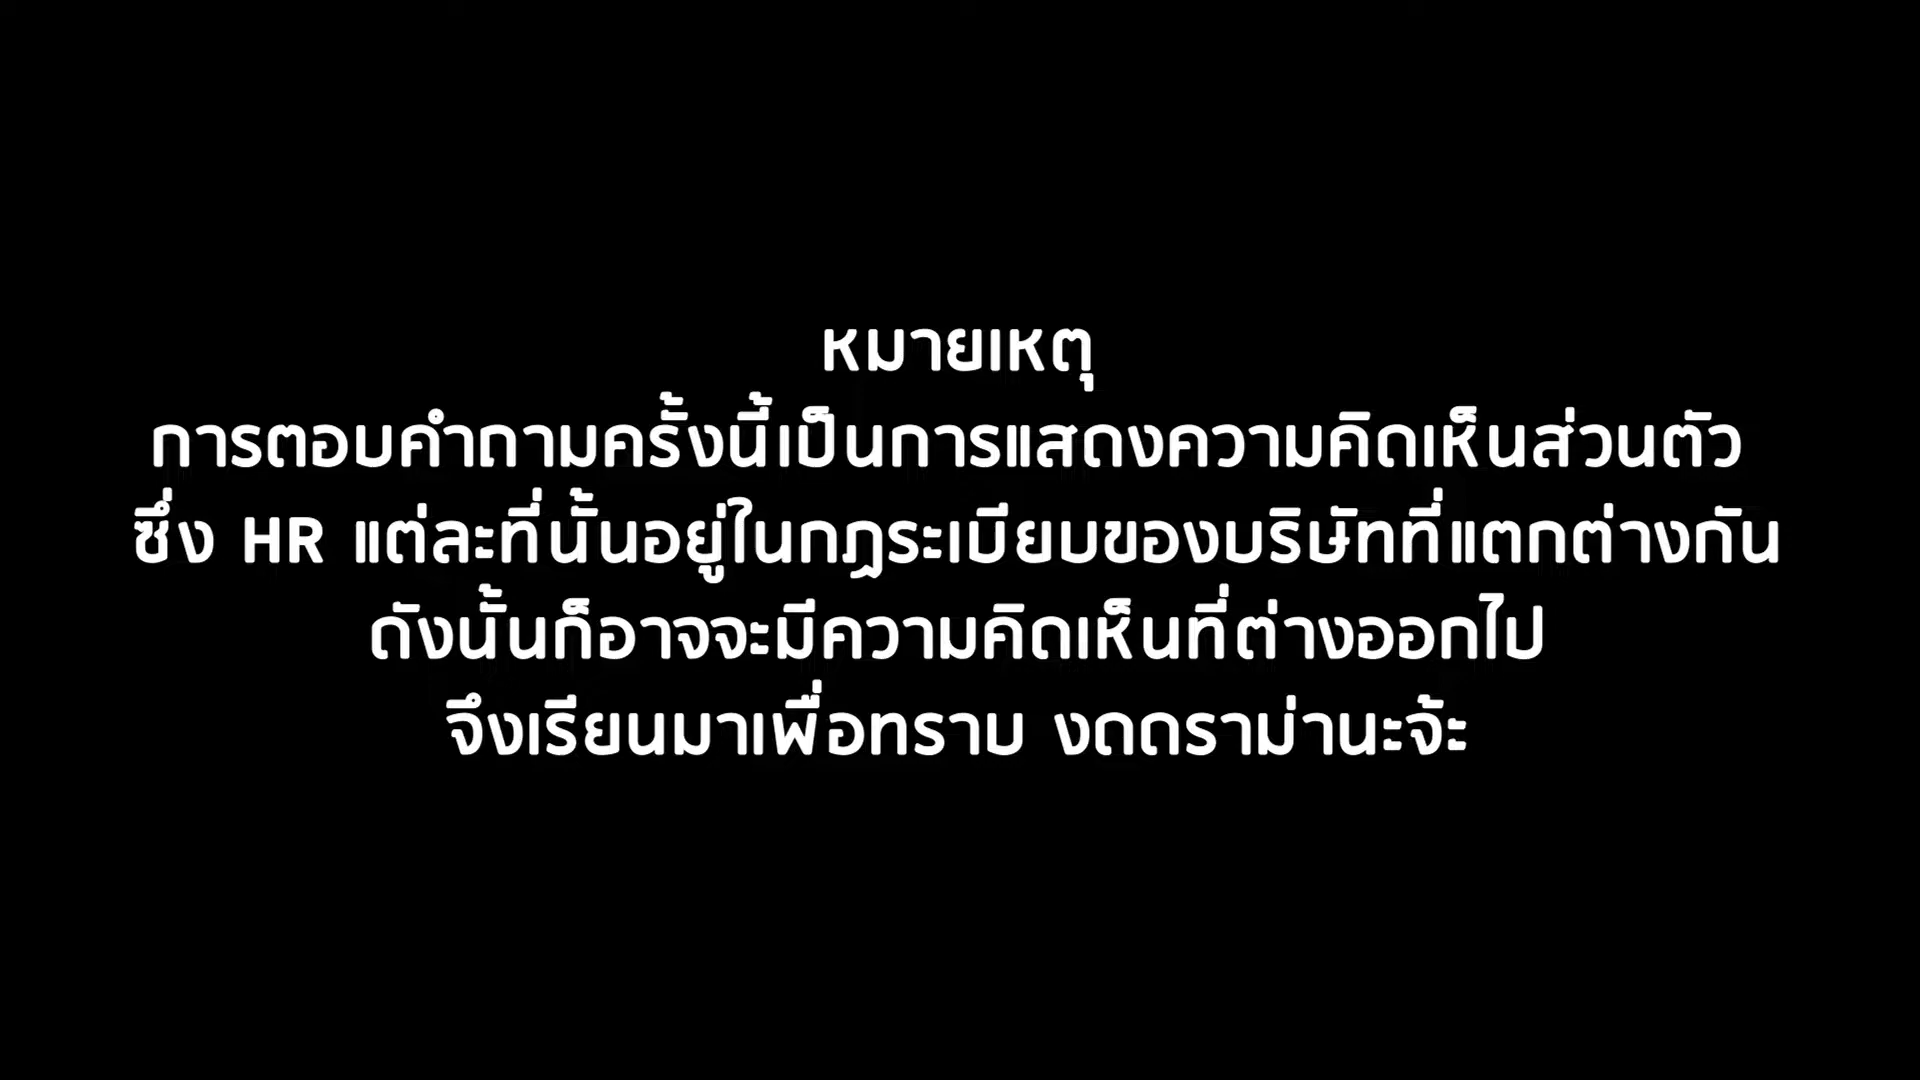 หมายเหตุ
การตอบคำถามครั้งนี้เป็นการแสดงความคิดเห็นส่วนตัว
ซึ่ง HR แต่ละที่นั้นอยู่ในกฎระเบียบของบริษัทที่แตกต่างกัน
ดังนั้นก็อาจจะมีความคิดเห็นที่ต่างออกไป
จึงเรียนมาเพื่อทราบ งดดราม่านะจ้ะ